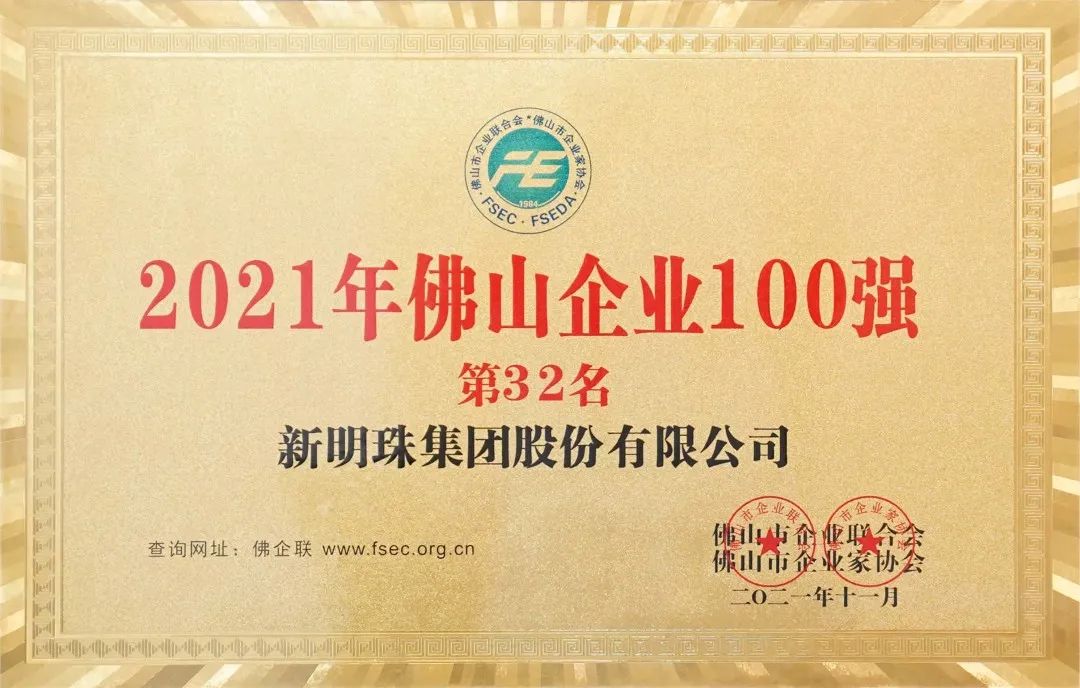 佛山市企业联合会*佛山市企业家协会
FE
1984
FSEC · FSEDA
2021年佛山企业100强
第32名
新明珠集团股份有限公司
查询网址：佛企联 www.fsec.org.cn
佛山市企业联合会
佛山市企业家协会
二〇二一年十一月